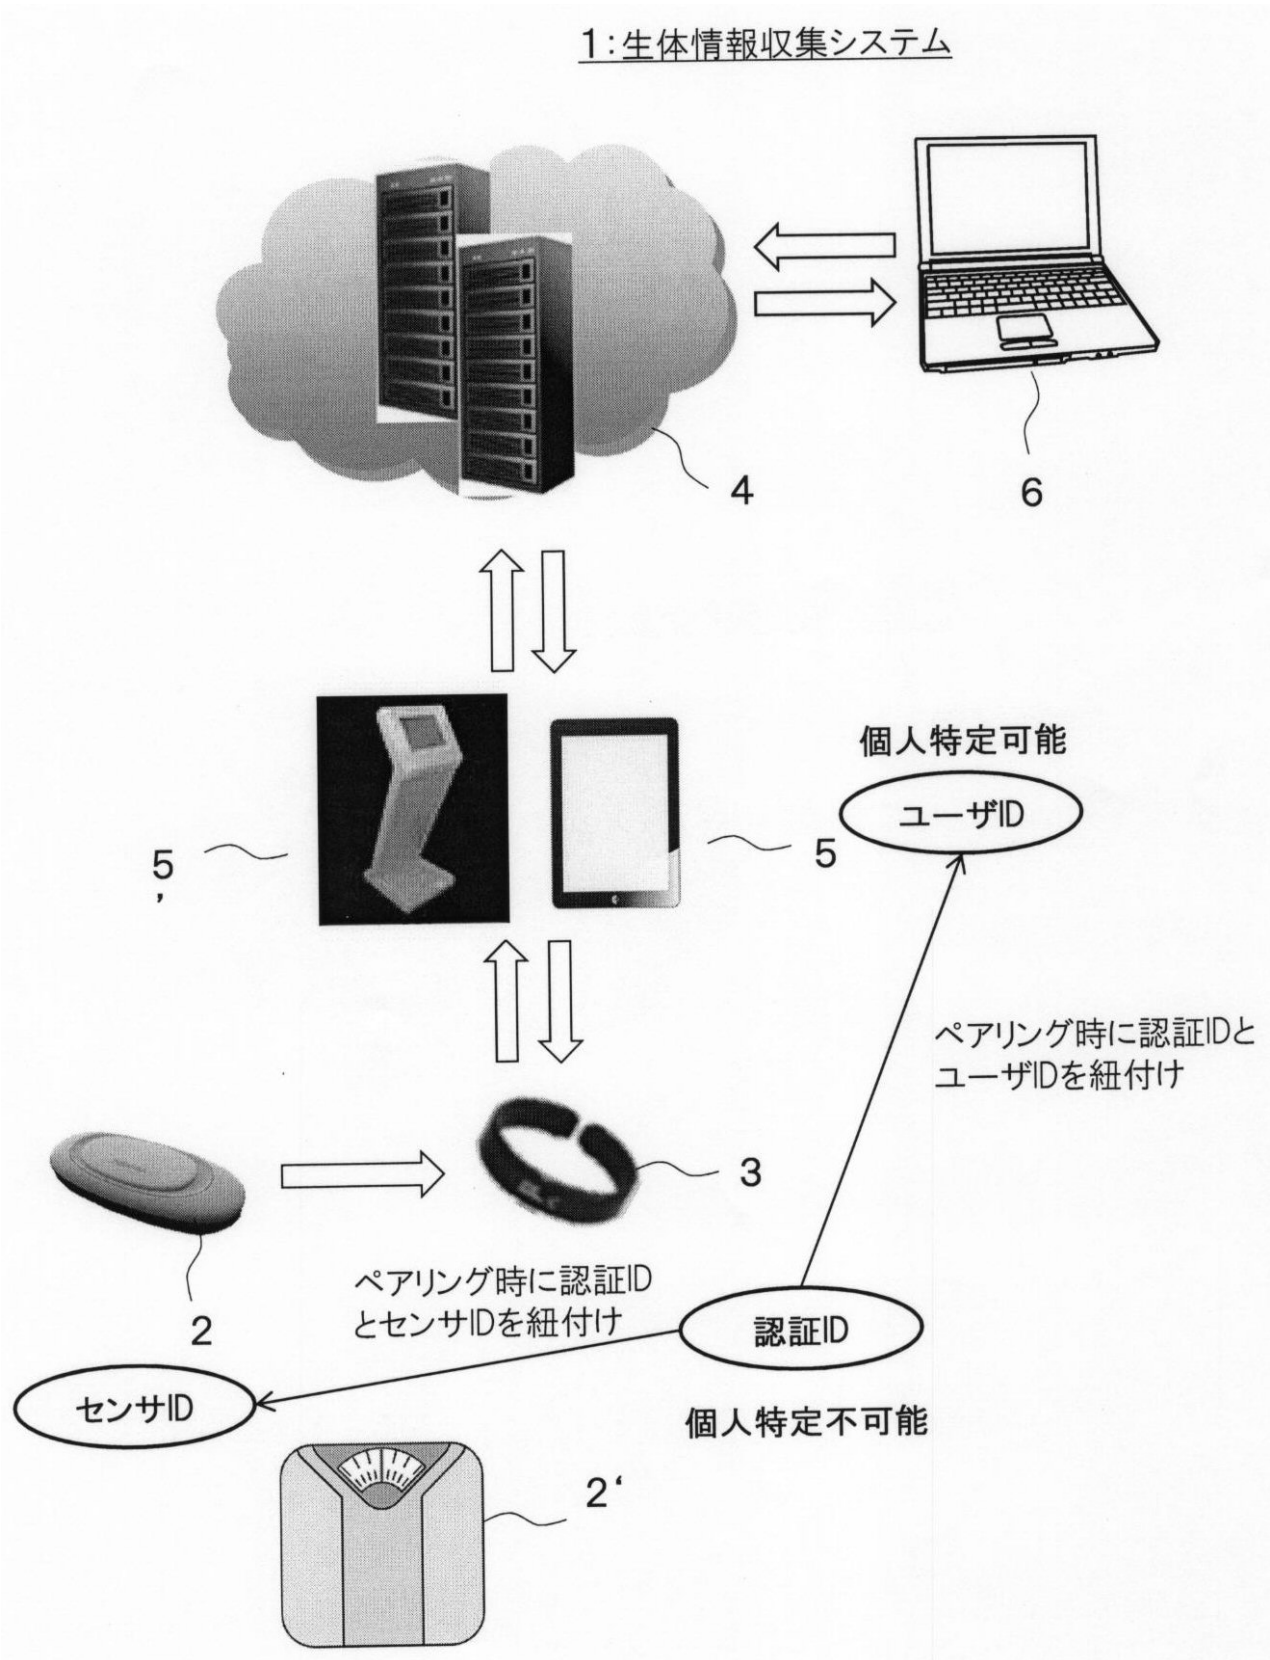 1:生体情報収集システム
4
6
個人特定可能
ユーザID
5
5
,
ペアリング時に認証IDと
ユーザIDを紐付け
3
2
ペアリング時に認証ID
とセンサIDを紐付け
認証ID
センサID
個人特定不可能
2‘